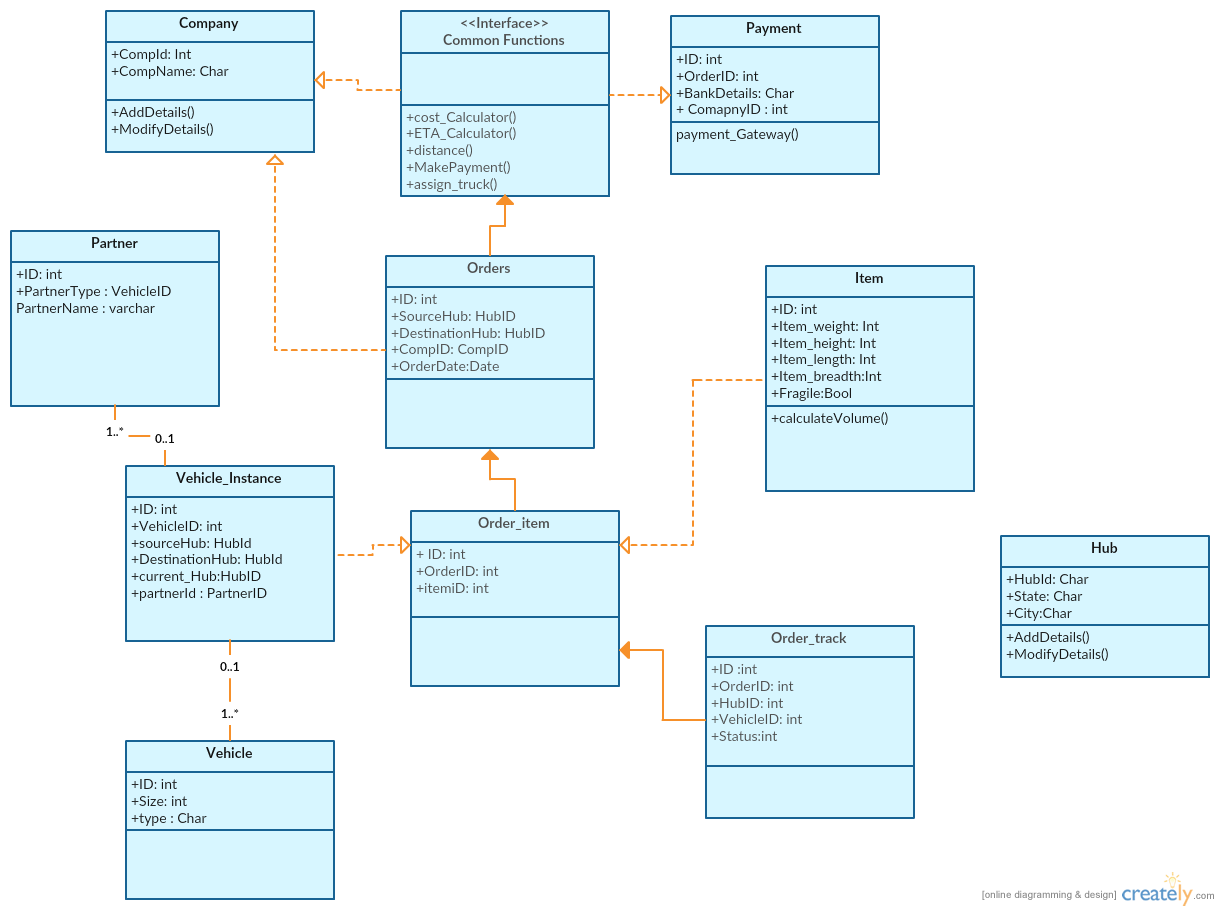 Company
+CompId: Int
+CompName: Char
+AddDetails()
+ModifyDetails()
<<Interface>>
Common Functions
+cost_Calculator()
+ETA_Calculator()
+distance()
+MakePayment()
+assign_truck()
Payment
+ID: int
+OrderID: int
+BankDetails: Char
+ ComapnyID : int
payment_Gateway()
Partner
+ID: int
+PartnerType : VehicleID
PartnerName : varchar
Orders
+ID: int
+SourceHub: HubID
+DestinationHub: HubID
+CompID: CompID
+OrderDate:Date
Item
+ID: int
+Item_weight: Int
+Item_height: Int
+Item_length: Int
+Item_breadth:Int
+Fragile:Bool
+calculateVolume()
1..*
0..1
Vehicle_Instance
+ID: int
+VehicleID: int
+sourceHub: HubId
+DestinationHub: HubId
+current_Hub:HubID
+partnerId : PartnerID
Order_item
+ ID: int
+OrderID: int
+itemiD: int
Hub
+HubId: Char
+State: Char
+City:Char
+AddDetails()
+ModifyDetails()
Order_track
+ID :int
+OrderID: int
+HubID: int
+VehicleID: int
+Status:int
0..1
1..*
Vehicle
+ID: int
+Size: int
+type : Char
[online diagramming & design] creately.com